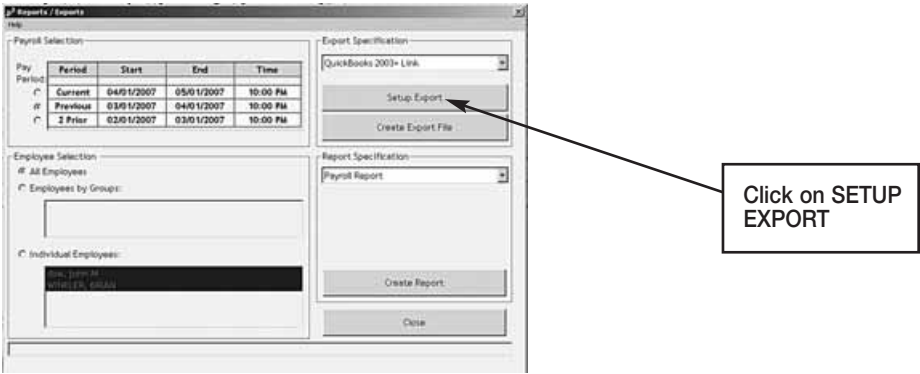 Reports / Exports
Help
Payroll Selection
Pay Period:
Period Start End Time
Current 04/01/2007 05/01/2007 10:00 PM
Previous 03/01/2007 04/01/2007 10:00 PM
2 Prior 02/01/2007 03/01/2007 10:00 PM
Export Specification
QuickBooks 2003+ Link
Setup Export
Create Export File
Employee Selection
All Employees
Employees by Groups:
Individual Employees:
doe, john M
WINKLER, BRIAN
Report Specification
Payroll Report
Create Report
Close
Click on SETUP
EXPORT